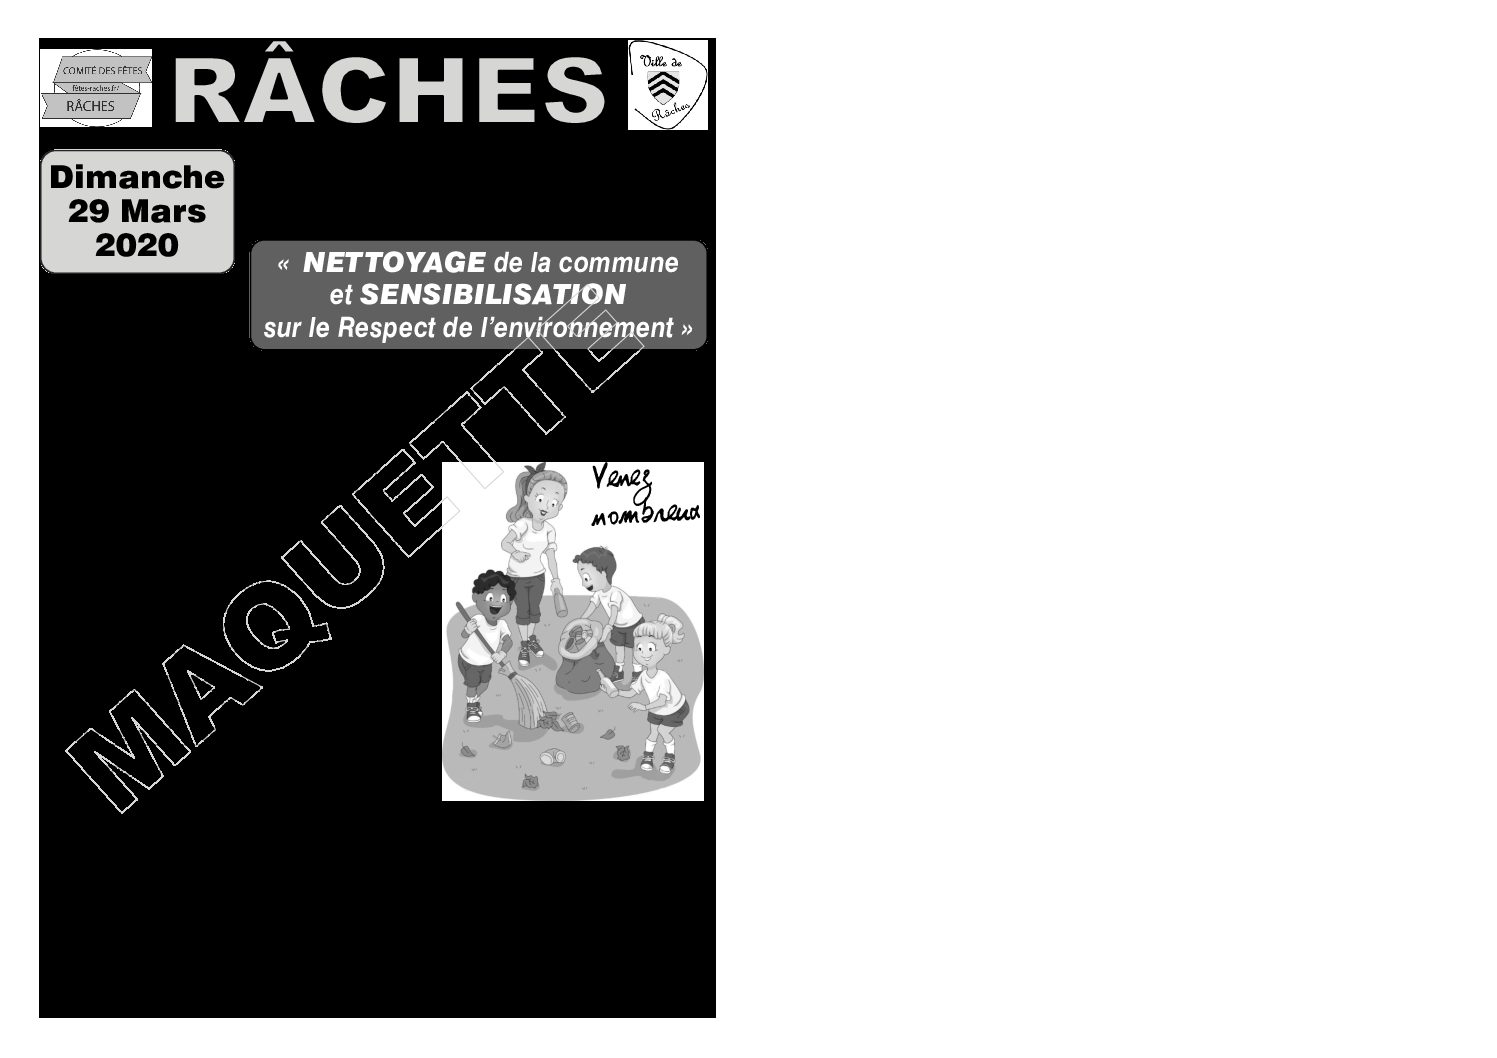 COMITÉ DES FÊTES
fêtes-raches.fr/
RÂCHES
RÂCHES
Ville de
Râches
Dimanche
29 Mars
2020
«  NETTOYAGE de la commune
et SENSIBILISATION
sur le Respect de l’environnement »
MAQUETTE
Venez
nombreux